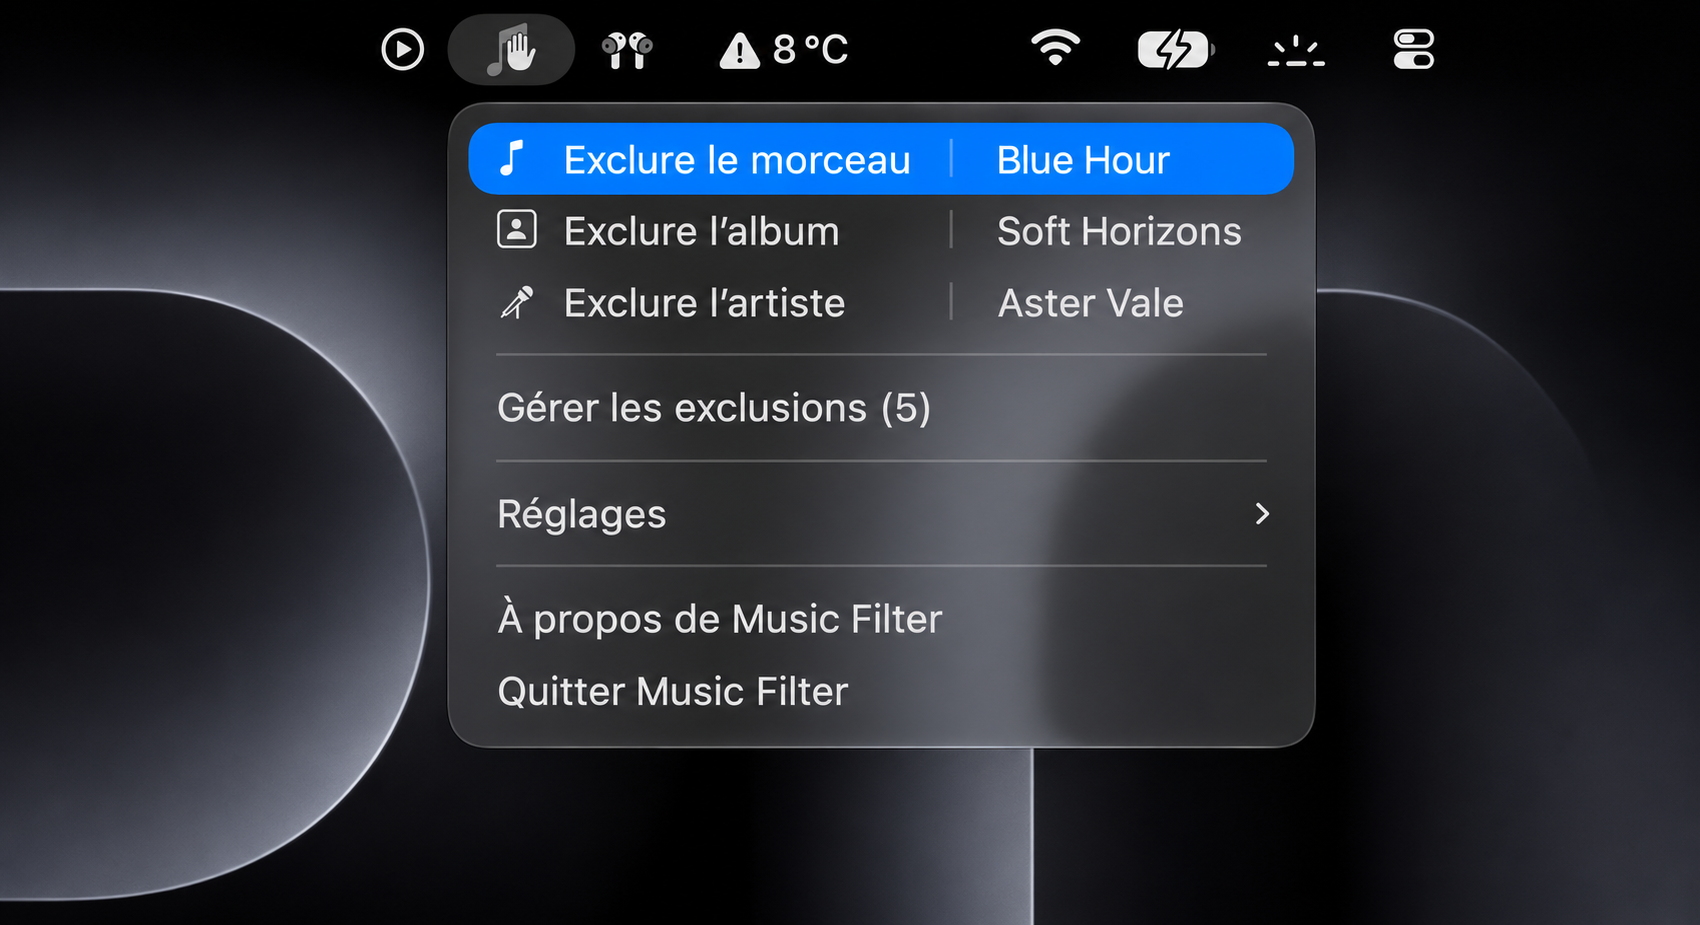 8 °C
Exclure le morceau | Blue Hour
Exclure l’album | Soft Horizons
Exclure l’artiste | Aster Vale
Gérer les exclusions (5)
Réglages
À propos de Music Filter
Quitter Music Filter